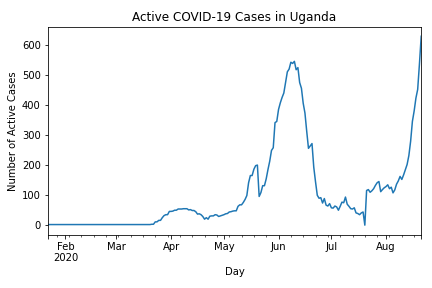 Active COVID-19 Cases in Uganda
Number of Active Cases
600
500
400
300
200
100
0
Feb Mar Apr May Jun Jul Aug
2020
Day